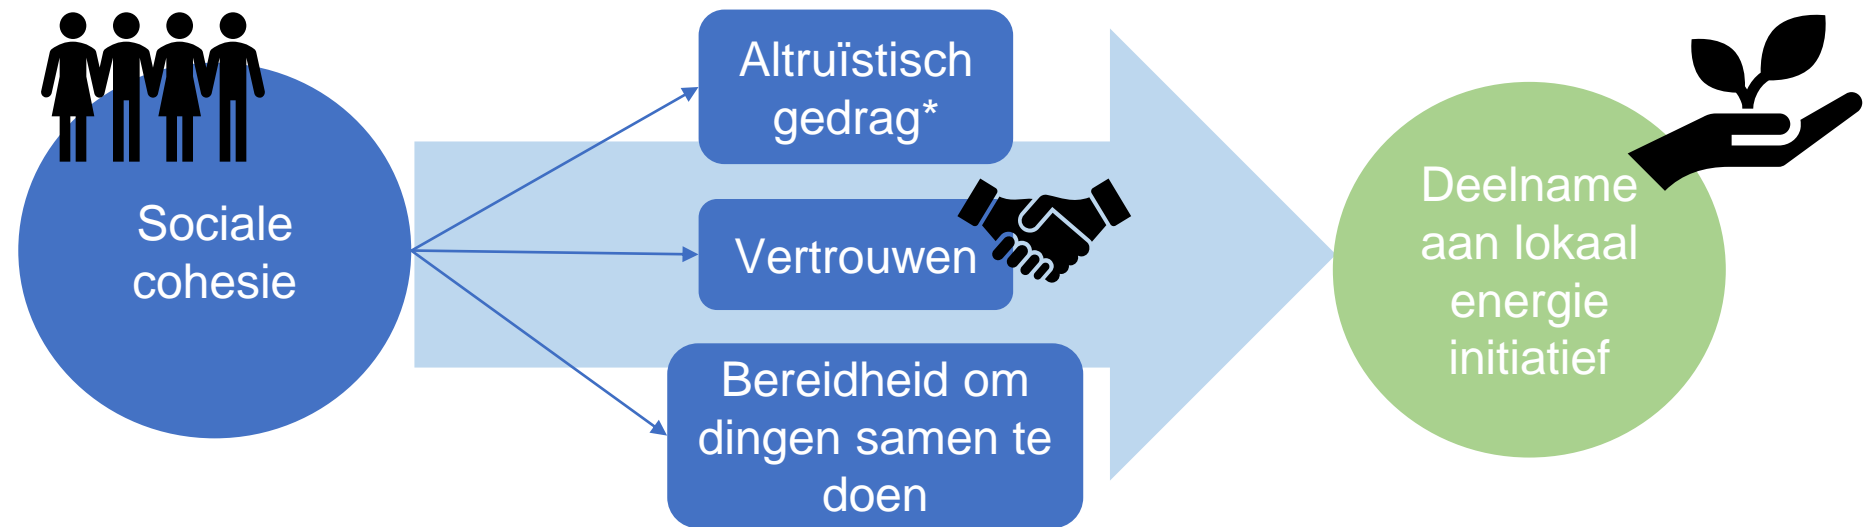 Sociale
cohesie
Altruïstisch
gedrag*
Vertrouwen
Bereidheid om
dingen samen te
doen
Deelname
aan lokaal
energie
initiatief